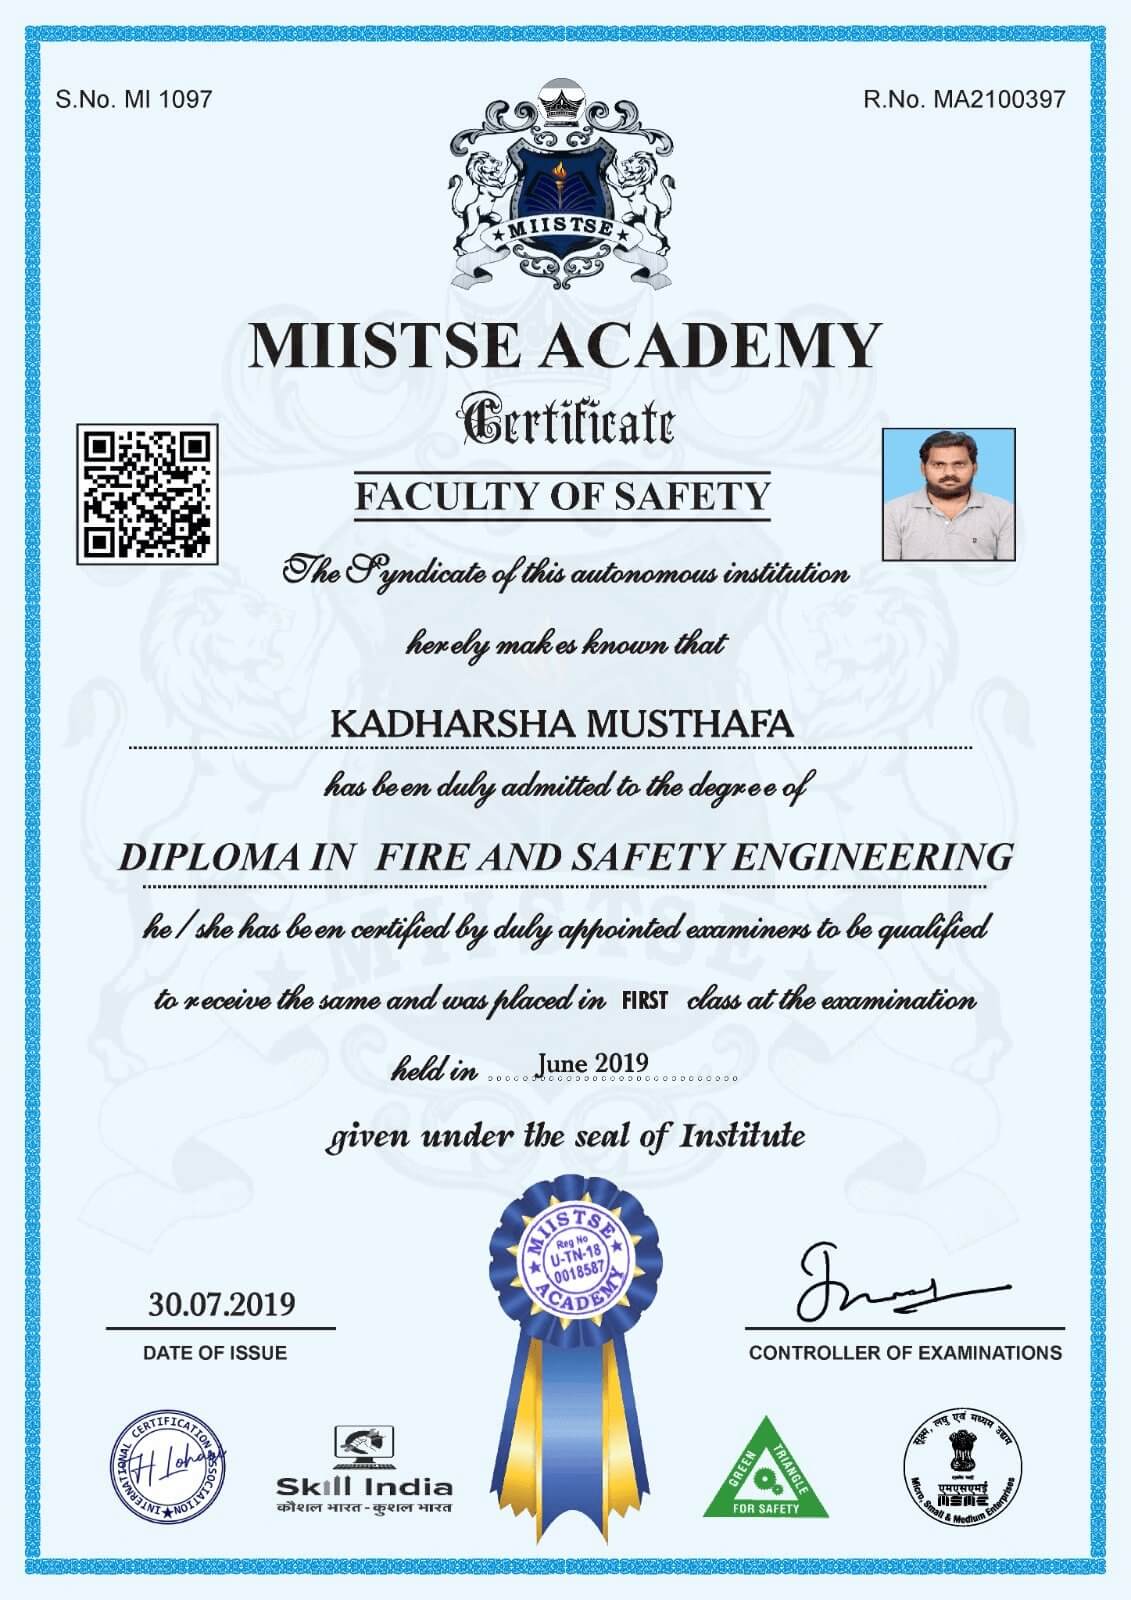 S.No. MI 1097
R.No. MA2100397
★ MIISTSE ★
MIISTSE ACADEMY
Certificate
FACULTY OF SAFETY
The Syndicate of this autonomous institution
herely makes known that
KADHARSHA MUSTHAFA
has been duly admitted to the degree of
DIPLOMA IN FIRE AND SAFETY ENGINEERING
he / she has been certified by duly appointed examiners to be qualified
to receive the same and was placed in FIRST class at the examination
held in June 2019
given under the seal of Institute
MIISTSE
Reg No
U-TN-18
0018587
★ ACADEMY ★
30.07.2019
DATE OF ISSUE
CONTROLLER OF EXAMINATIONS
INTERNATIONAL CERTIFICATION ASSOCIATION
Skill India
कौशल भारत - कुशल भारत
GREEN TRIANGLE
FOR SAFETY
सूक्ष्म, लघु एवं मध्यम उद्यम
एमएसएमई
MSME
Micro, Small & Medium Enterprises